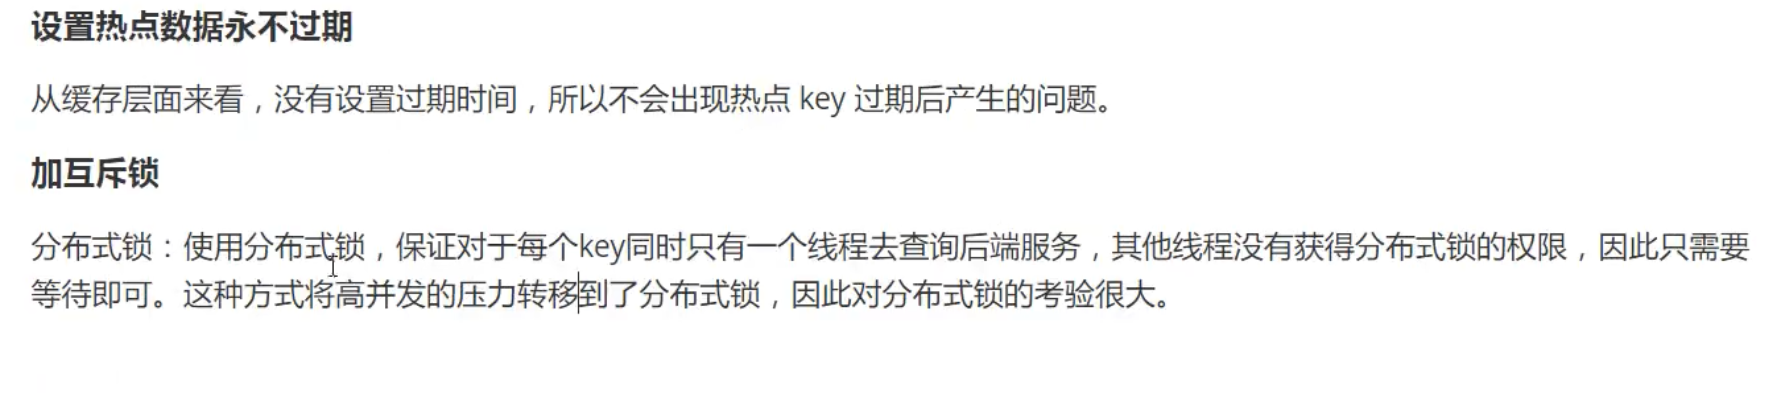 设置热点数据永不过期
从缓存层面来看，没有设置过期时间，所以不会出现热点 key 过期后产生的问题。
加互斥锁
分布式锁：使用分布式锁，保证对于每个key同时只有一个线程去查询后端服务，其他线程没有获得分布式锁的权限，因此只需要
等待即可。这种方式将高并发的压力转移到了分布式锁，因此对分布式锁的考验很大。